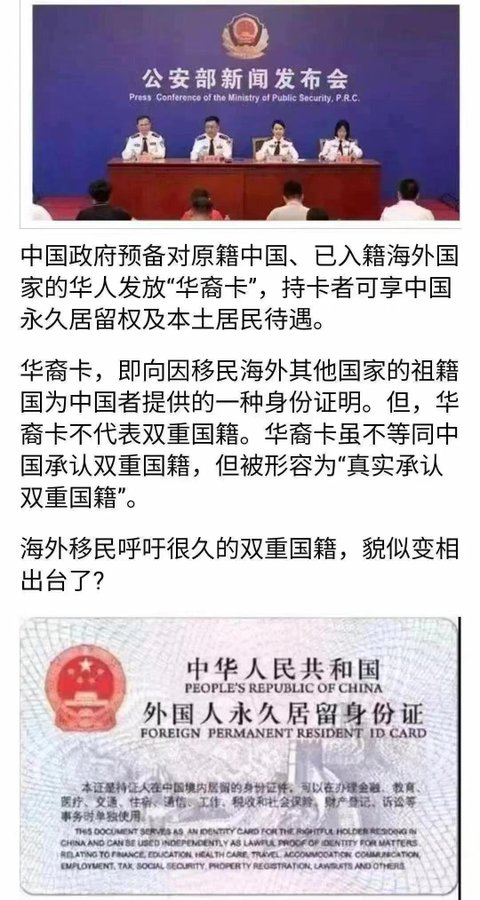 公安部新闻发布会
Press Conference of the Ministry of Public Security, P.R.C.
中国政府预备对原籍中国、已入籍海外国
家的华人发放“华裔卡”，持卡者可享中国
永久居留权及本土居民待遇。
华裔卡，即向因移民海外其他国家的祖籍
国为中国者提供的一种身份证明。但，华
裔卡不代表双重国籍。华裔卡虽不等同中
国承认双重国籍，但被形容为“真实承认
双重国籍”。
海外移民呼吁很久的双重国籍，貌似变相
出台了?
中华人民共和国
PEOPLE'S REPUBLIC OF CHINA
外国人永久居留身份证
FOREIGN PERMANENT RESIDENT ID CARD
本证是持证人在中国境内居留的身份证件，可以在办理金融、教育、
医疗、交通、住宿、通信、工作、税收和社会保险、财产登记、诉讼等
事务时单独使用。
THIS DOCUMENT SERVES AS AN IDENTITY CARD FOR THE RIGHTFUL HOLDER RESIDING IN
CHINA AND CAN BE USED INDEPENDENTLY AS LAWFUL PROOF OF IDENTITY FOR MATTERS
RELATING TO FINANCE, EDUCATION, HEALTH CARE, TRAVEL, ACCOMMODATION, COMMUNICATION,
EMPLOYMENT, TAX, SOCIAL SECURITY, PROPERTY REGISTRATION, LAWSUITS AND OTHERS.